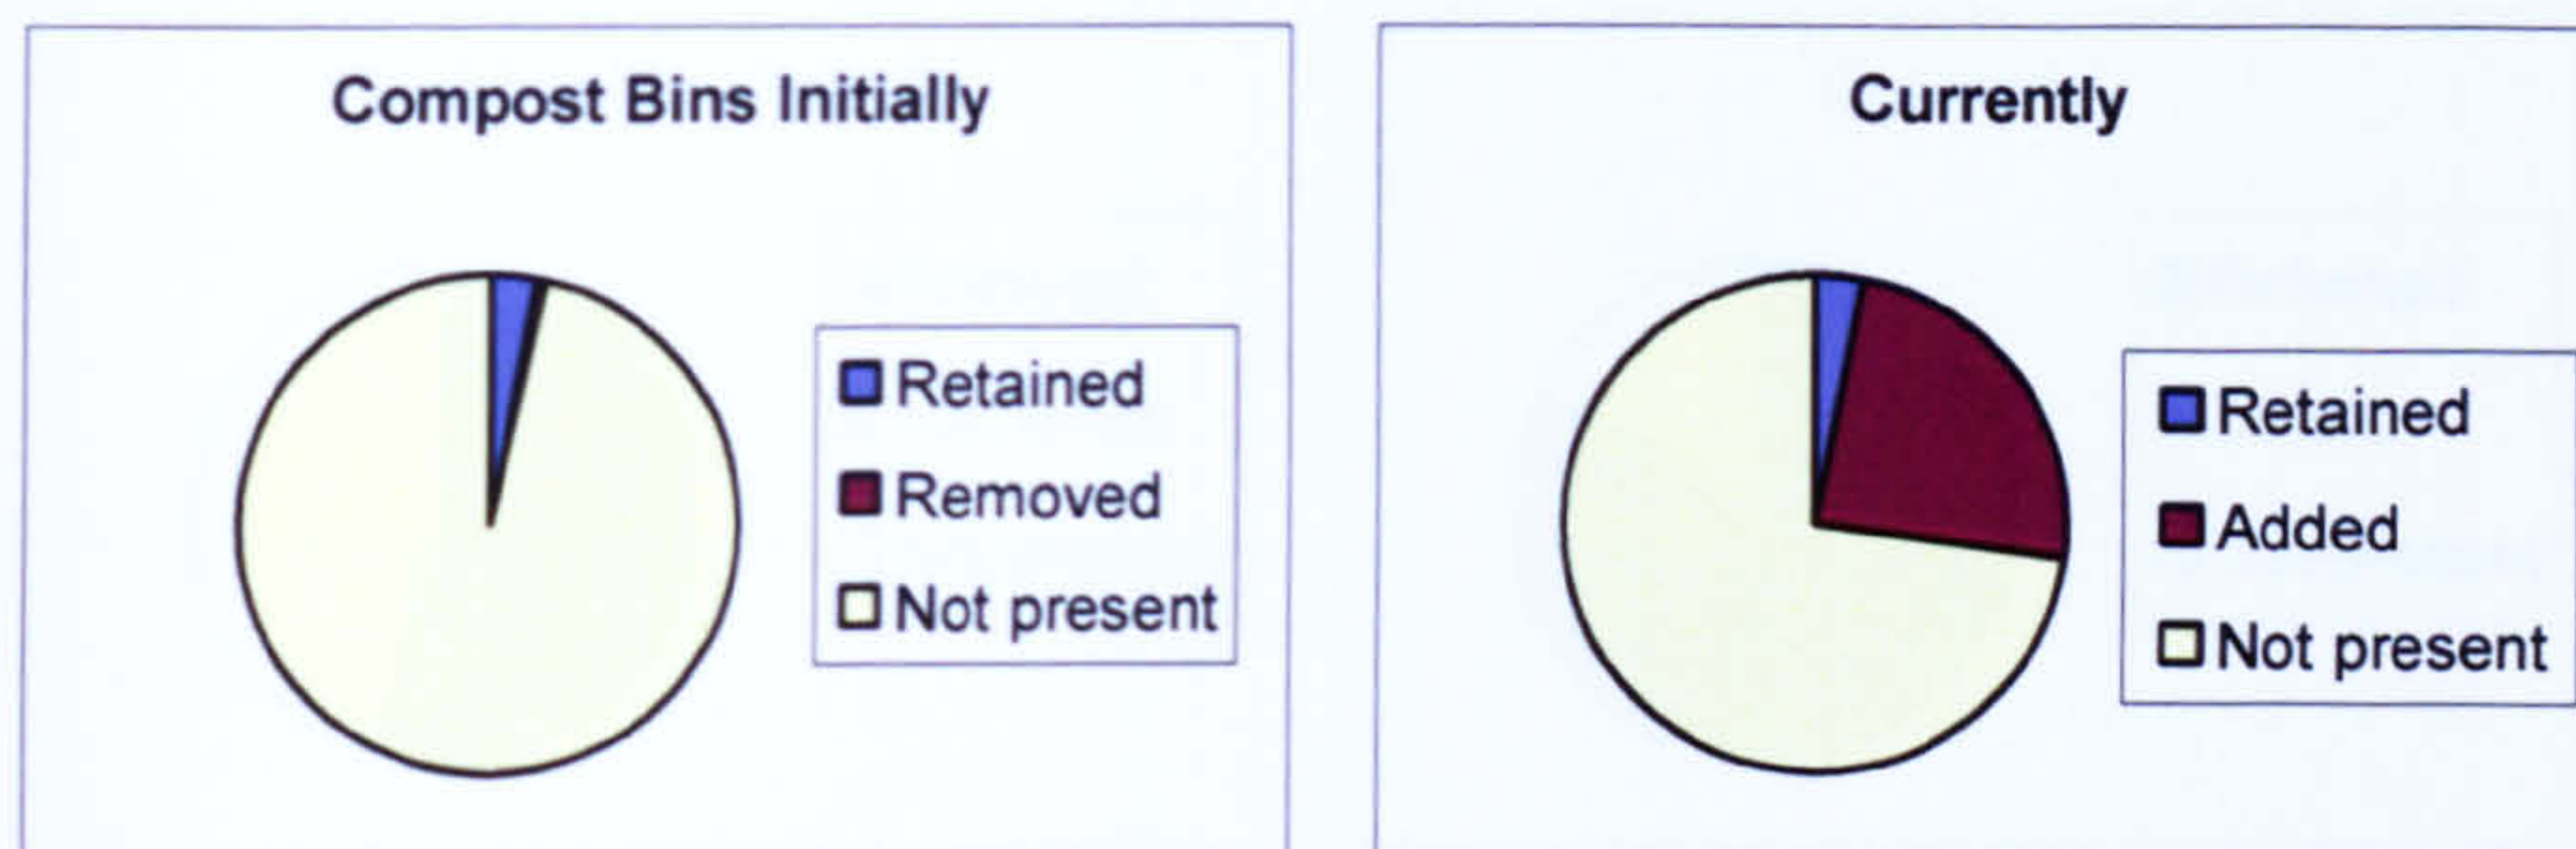 Compost Bins Initially
Retained
Removed
Not present
Currently
Retained
Added
Not present